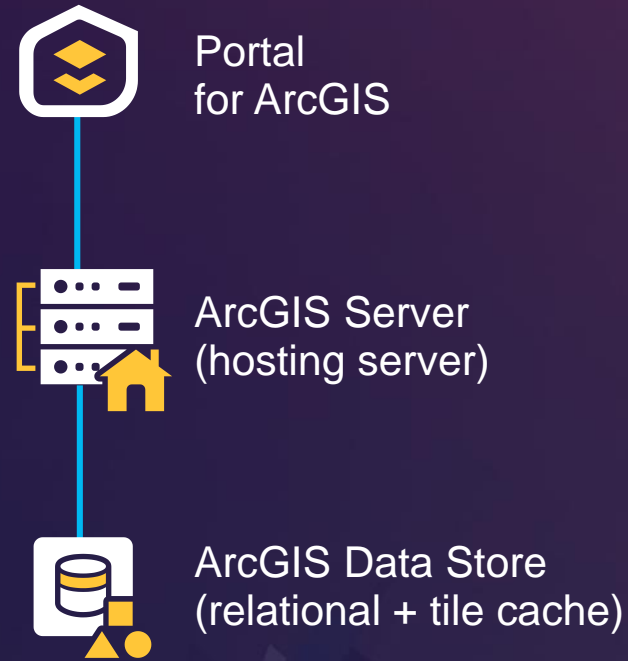 Portal
for ArcGIS
ArcGIS Server
(hosting server)
ArcGIS Data Store
(relational + tile cache)